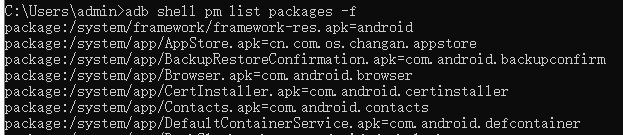 C:\Users\admin>adb shell pm list packages -f
package:/system/framework/framework-res.apk=android
package:/system/app/AppStore.apk=cn.com.os.changan.appstore
package:/system/app/BackupRestoreConfirmation.apk=com.android.backupconfirm
package:/system/app/Browser.apk=com.android.browser
package:/system/app/CertInstaller.apk=com.android.certinstaller
package:/system/app/Contacts.apk=com.android.contacts
package:/system/app/DefaultContainerService.apk=com.android.defcontainer